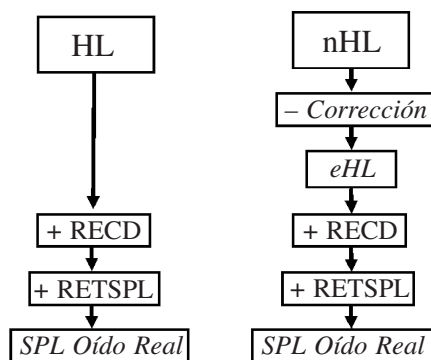 HL
+ RECD
+ RETSPL
SPL Oído Real
nHL
– Corrección
eHL
+ RECD
+ RETSPL
SPL Oído Real